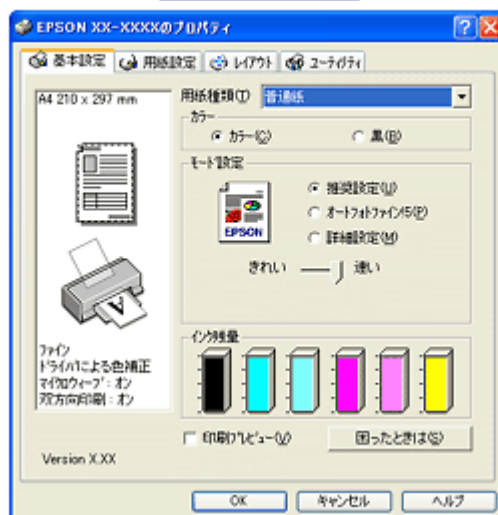 EPSON XX-XXXXのプロパティ
基本設定 用紙設定 レイアウト ユーティリティ
A4 210 x 297 mm
用紙種類(T) 普通紙
カラー
カラー(C) 黒(B)
モード設定
推奨設定(U)
オートフォトファイン!5(P)
詳細設定(M)
EPSON
きれい 速い
A
ファイン
ドライバによる色補正
マイクロウィーブ: オン
双方向印刷: オン
インク残量
印刷プレビュー(V) 困ったときは(S)
Version X.XX
OK キャンセル ヘルプ